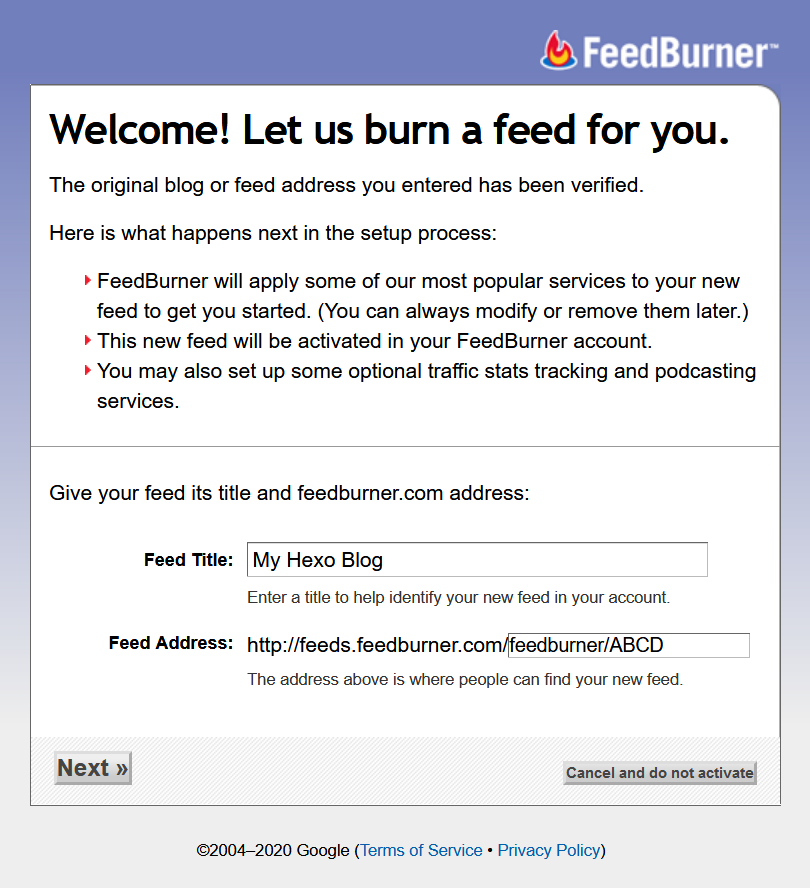 FeedBurner™
Welcome! Let us burn a feed for you.
The original blog or feed address you entered has been verified.
Here is what happens next in the setup process:
FeedBurner will apply some of our most popular services to your new
feed to get you started. (You can always modify or remove them later.)
This new feed will be activated in your FeedBurner account.
You may also set up some optional traffic stats tracking and podcasting
services.
Give your feed its title and feedburner.com address:
Feed Title: My Hexo Blog
Enter a title to help identify your new feed in your account.
Feed Address: http://feeds.feedburner.com/feedburner/ABCD
The address above is where people can find your new feed.
Next » Cancel and do not activate
©2004–2020 Google (Terms of Service • Privacy Policy)